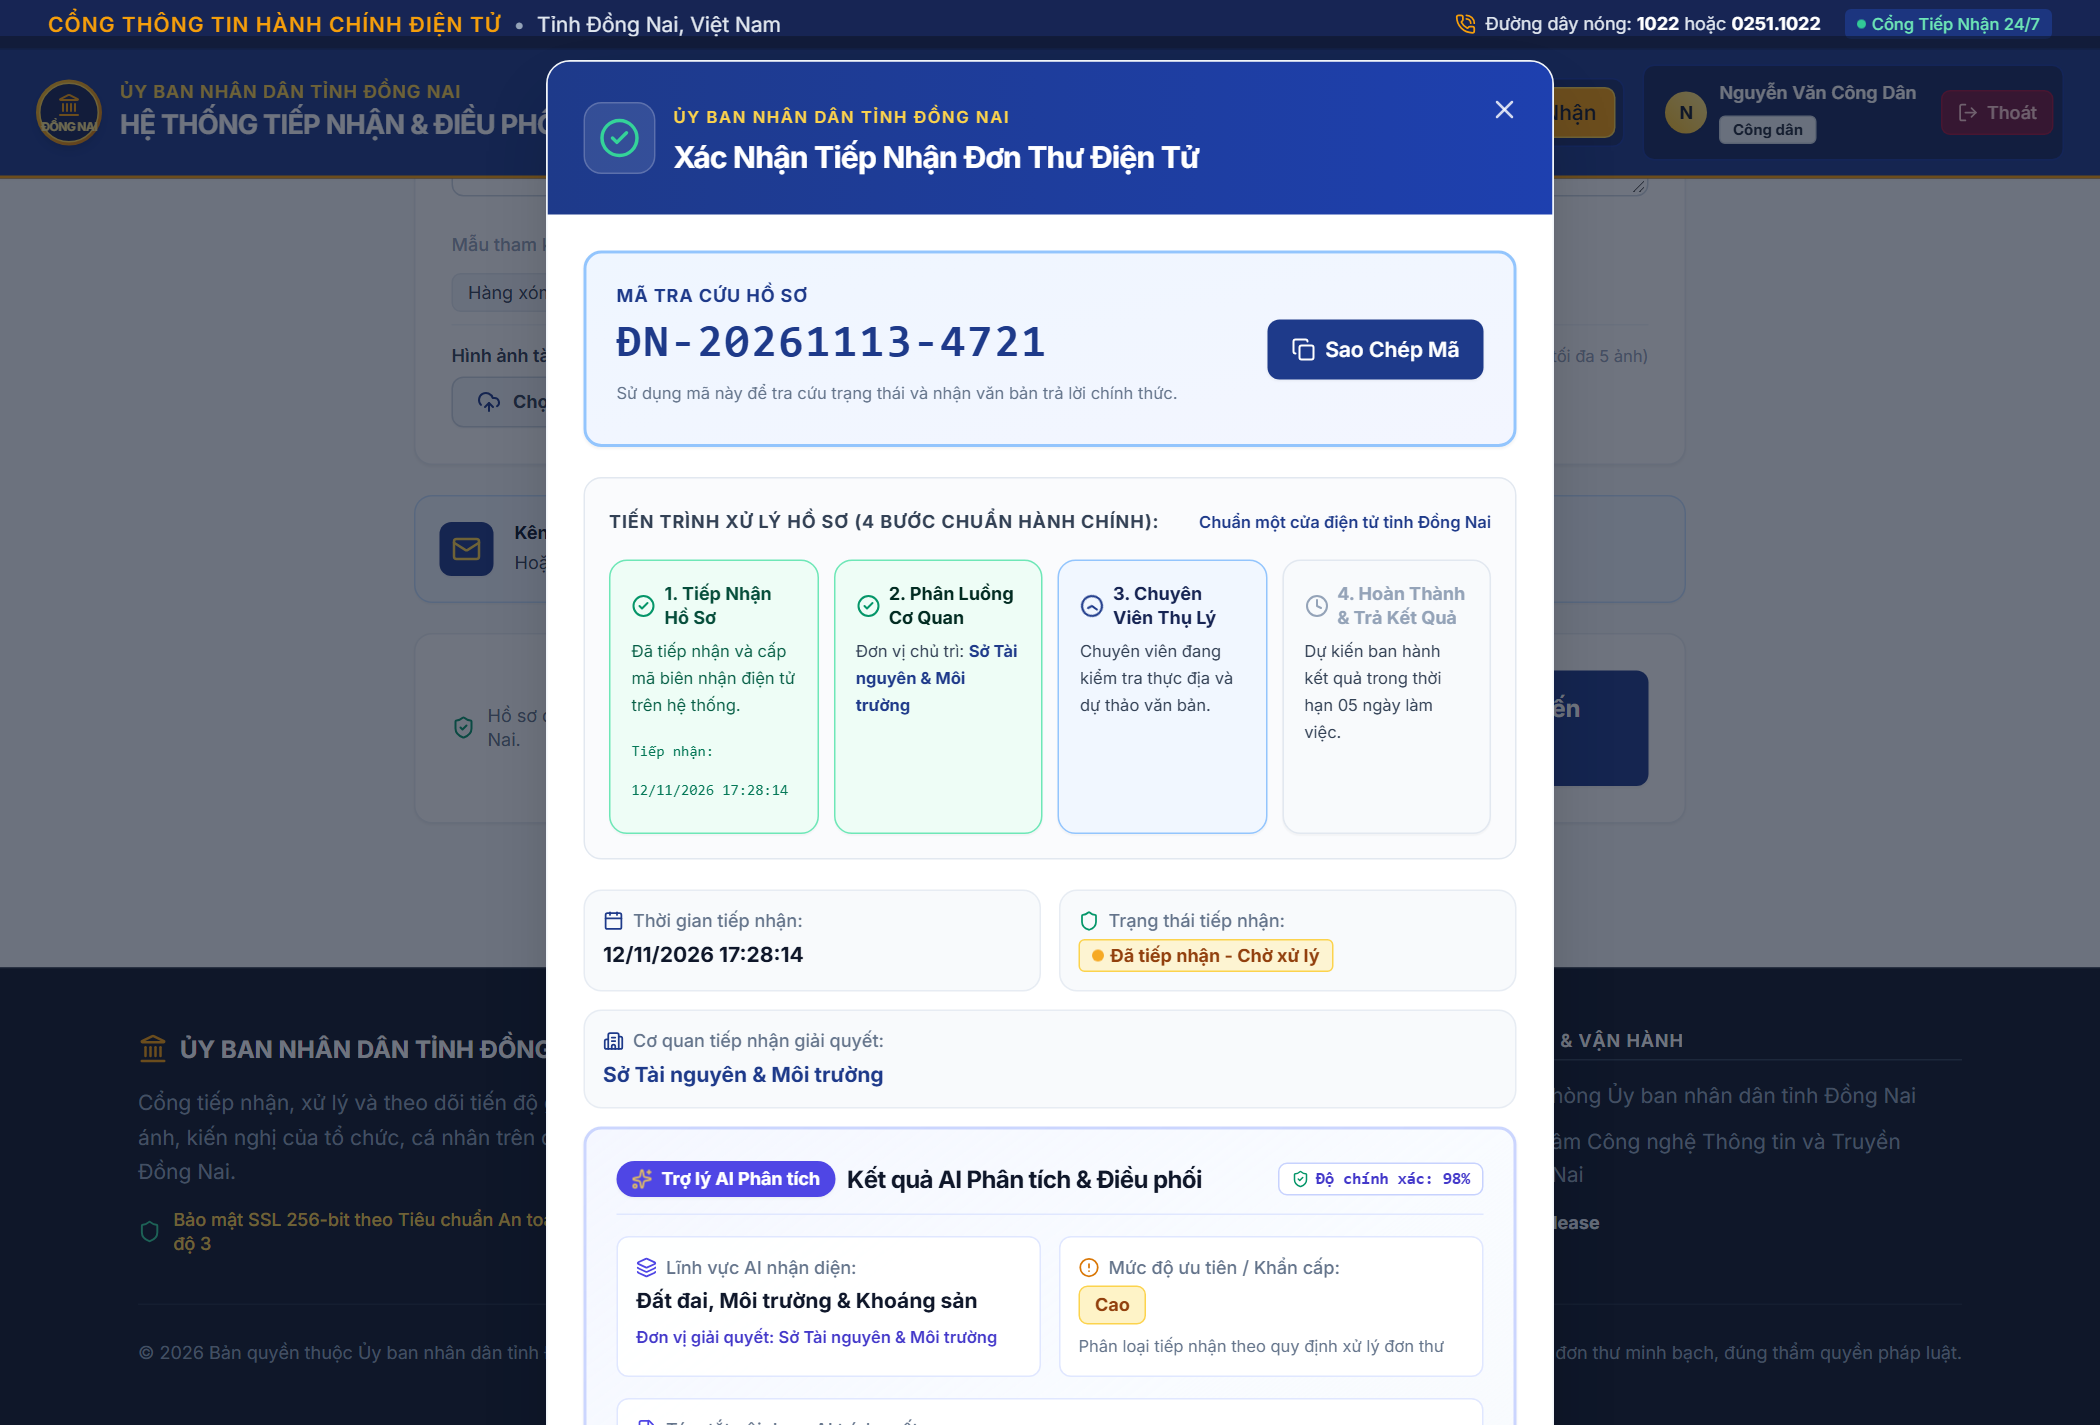 CỔNG THÔNG TIN HÀNH CHÍNH ĐIỆN TỬ • Tỉnh Đồng Nai, Việt Nam
Đường dây nóng: 1022 hoặc 0251.1022
Cổng Tiếp Nhận 24/7
ĐỒNG NAI
ỦY BAN NHÂN DÂN TỈNH ĐỒNG NAI
HỆ THỐNG TIẾP NHẬN & ĐIỀU
Nguyễn Văn Công Dân
N
Công dân
Thoát
ỦY BAN NHÂN DÂN TỈNH ĐỒNG NAI
Xác Nhận Tiếp Nhận Đơn Thư Điện Tử
Mẫu tham
Hàng
Hình ảnh
tối đa 5 ảnh)
MÃ TRA CỨU HỒ SƠ
ĐN-20261113-4721
Sao Chép Mã
Sử dụng mã này để tra cứu trạng thái và nhận văn bản trả lời chính thức.
TIẾN TRÌNH XỬ LÝ HỒ SƠ (4 BƯỚC CHUẨN HÀNH CHÍNH):
Chuẩn một cửa điện tử tỉnh Đồng Nai
1. Tiếp Nhận
Hồ Sơ
Đã tiếp nhận và cấp
mã biên nhận điện tử
trên hệ thống.
Tiếp nhận:
12/11/2026 17:28:14
2. Phân Luồng
Cơ Quan
Đơn vị chủ trì: Sở Tài
nguyên & Môi
trường
3. Chuyên
Viên Thụ Lý
Chuyên viên đang
kiểm tra thực địa và
dự thảo văn bản.
4. Hoàn Thành
& Trả Kết Quả
Dự kiến ban hành
kết quả trong thời
hạn 05 ngày làm
việc.
Hồ sơ
Nai.
Thời gian tiếp nhận:
12/11/2026 17:28:14
Trạng thái tiếp nhận:
Đã tiếp nhận - Chờ xử lý
Cơ quan tiếp nhận giải quyết:
Sở Tài nguyên & Môi trường
Trợ lý AI Phân tích
Kết quả AI Phân tích & Điều phối
Độ chính xác: 98%
Lĩnh vực AI nhận diện:
Đất đai, Môi trường & Khoáng sản
Đơn vị giải quyết: Sở Tài nguyên & Môi trường
Mức độ ưu tiên / Khẩn cấp:
Cao
Phân loại tiếp nhận theo quy định xử lý đơn thư
ỦY BAN NHÂN DÂN TỈNH ĐỒNG
Cổng tiếp nhận, xử lý và theo dõi tiến độ
ánh, kiến nghị của tổ chức, cá nhân trên
Đồng Nai.
Bảo mật SSL 256-bit theo Tiêu chuẩn An
độ 3
& VẬN HÀNH
Ủy ban nhân dân tỉnh Đồng Nai
Công nghệ Thông tin và Truyền
Nai
© 2026 Bản quyền thuộc Ủy ban nhân dân tỉnh
đơn thư minh bạch, đúng thẩm quyền pháp luật.